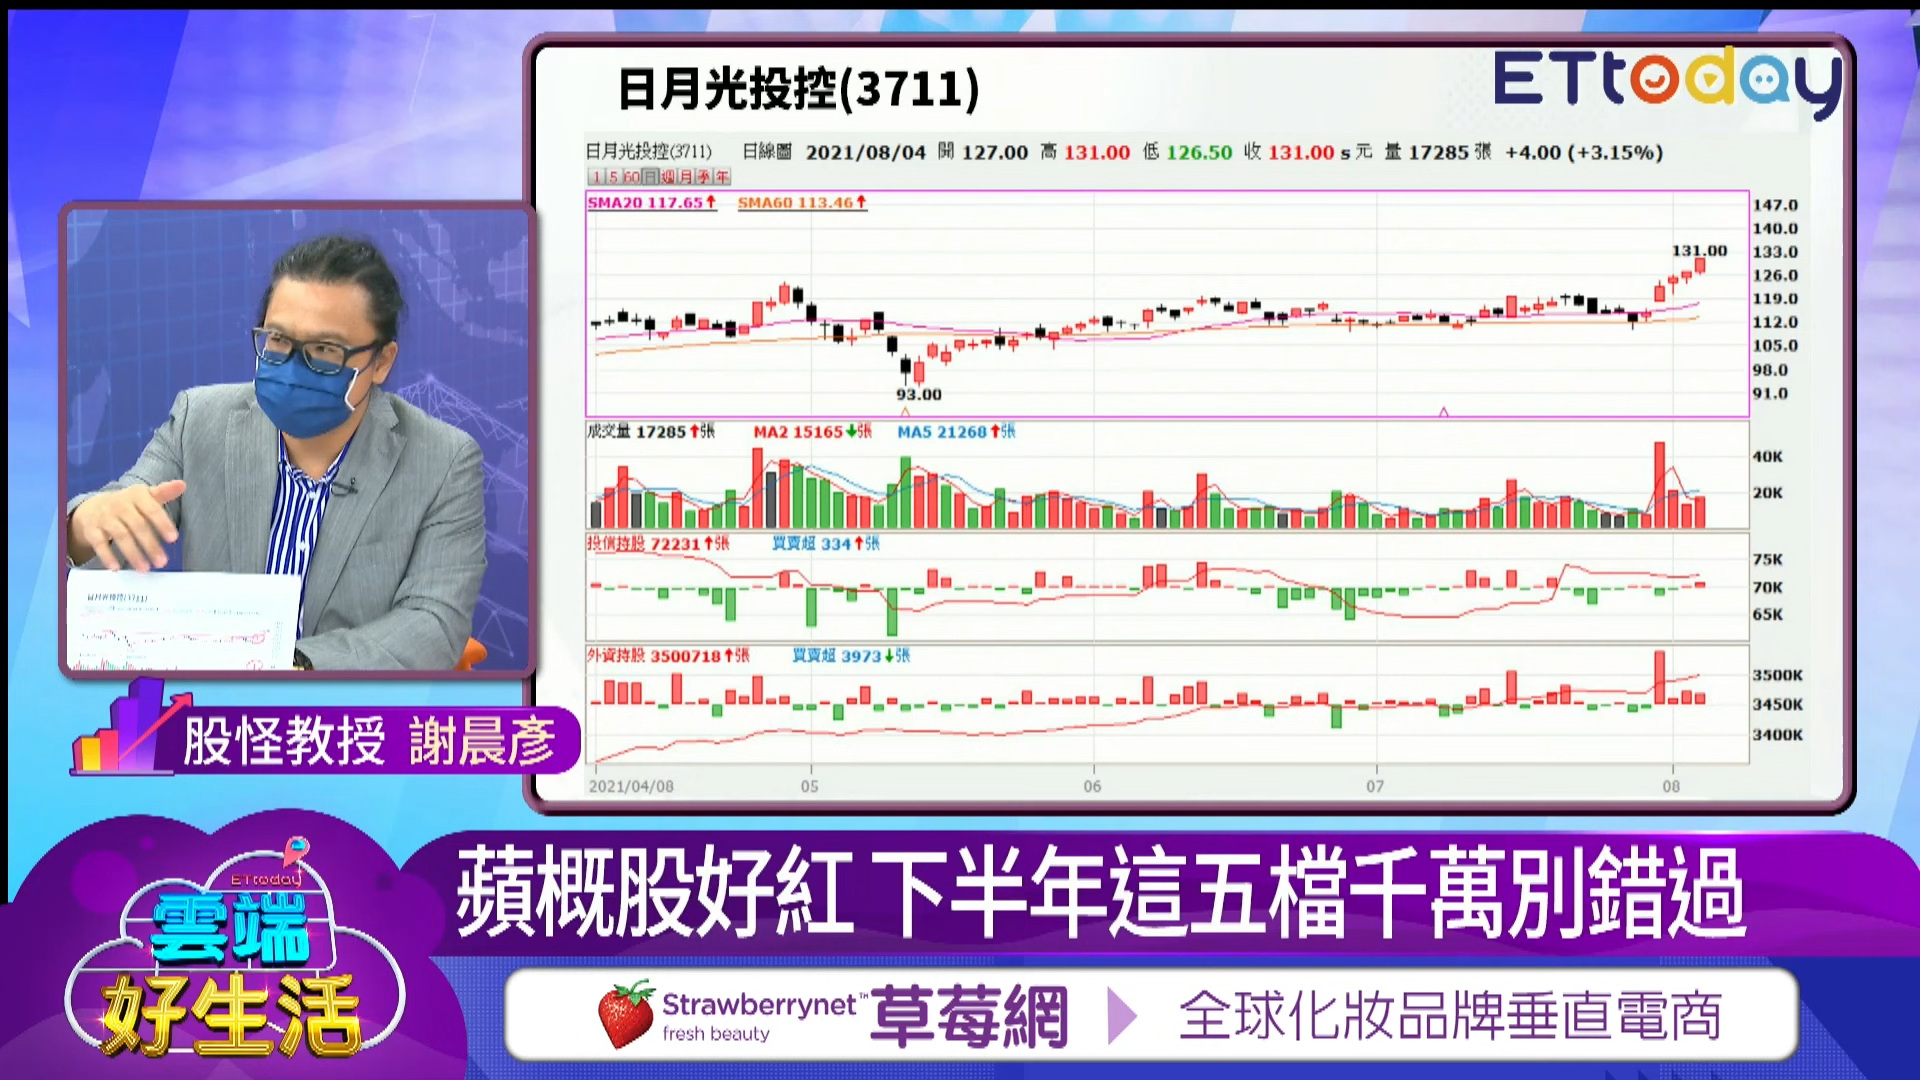 日月光投控(3711)
ETtoday
日月光投控(3711) 日線圖 2021/08/04 開 127.00 高 131.00 低 126.50 收 131.00 s 元 量 17285 張 +4.00 (+3.15%)
1 5 60 日 週 月 季 年
SMA20 117.65↑ SMA60 113.46↑
147.0
140.0
133.0
126.0
119.0
112.0
105.0
98.0
91.0
131.00
93.00
成交量 17285↑張 MA2 15165↓張 MA5 21268↑張
40K
20K
投信持股 72231↑張 買賣超 334↑張
75K
70K
65K
外資持股 3500718↑張 買賣超 3973↓張
3500K
3450K
3400K
2021/04/08 05 06 07 08
日月光投控(3711)
股怪教授 謝晨彥
蘋概股好紅 下半年這五檔千萬別錯過
ETtoday
雲端
好生活
Strawberrynet™ 草莓網 全球化妝品牌垂直電商
fresh beauty